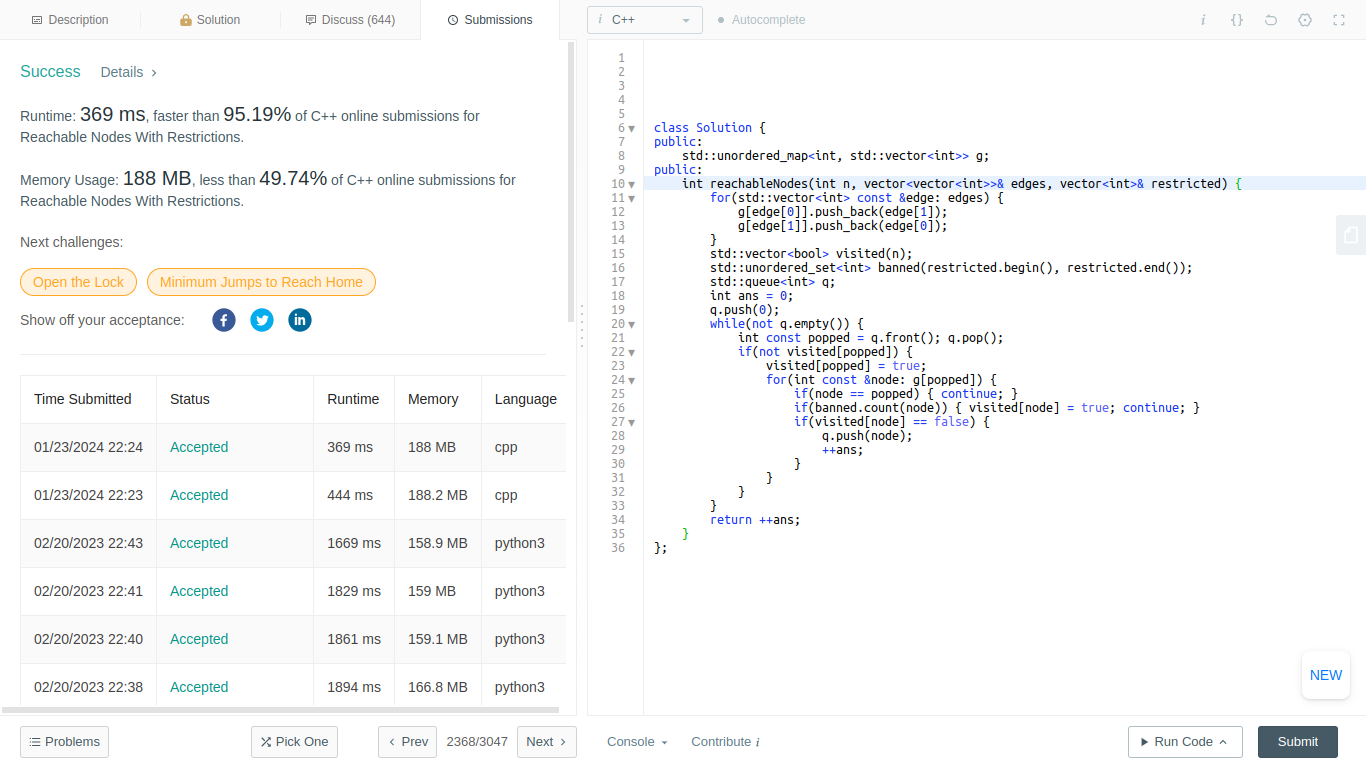 Description
Solution
Discuss (644)
Submissions
i C++
Autocomplete
i {}
Success Details
Runtime: 369 ms, faster than 95.19% of C++ online submissions for
Reachable Nodes With Restrictions.
Memory Usage: 188 MB, less than 49.74% of C++ online submissions for
Reachable Nodes With Restrictions.
Next challenges:
Open the Lock Minimum Jumps to Reach Home
Show off your acceptance:
Time Submitted Status Runtime Memory Language
01/23/2024 22:24 Accepted 369 ms 188 MB cpp
01/23/2024 22:23 Accepted 444 ms 188.2 MB cpp
02/20/2023 22:43 Accepted 1669 ms 158.9 MB python3
02/20/2023 22:41 Accepted 1829 ms 159 MB python3
02/20/2023 22:40 Accepted 1861 ms 159.1 MB python3
02/20/2023 22:38 Accepted 1894 ms 166.8 MB python3
1
2
3
4
5
6 class Solution {
7 public:
8     std::unordered_map<int, std::vector<int>> g;
9 public:
10     int reachableNodes(int n, vector<vector<int>>& edges, vector<int>& restricted) {
11         for(std::vector<int> const &edge: edges) {
12             g[edge[0]].push_back(edge[1]);
13             g[edge[1]].push_back(edge[0]);
14         }
15         std::vector<bool> visited(n);
16         std::unordered_set<int> banned(restricted.begin(), restricted.end());
17         std::queue<int> q;
18         int ans = 0;
19         q.push(0);
20         while(not q.empty()) {
21             int const popped = q.front(); q.pop();
22             if(not visited[popped]) {
23                 visited[popped] = true;
24                 for(int const &node: g[popped]) {
25                     if(node == popped) { continue; }
26                     if(banned.count(node)) { visited[node] = true; continue; }
27                     if(visited[node] == false) {
28                         q.push(node);
29                         ++ans;
30                     }
31                 }
32             }
33         }
34         return ++ans;
35     }
36 };
NEW
Problems
Pick One
Prev 2368/3047 Next
Console
Contribute i
Run Code
Submit